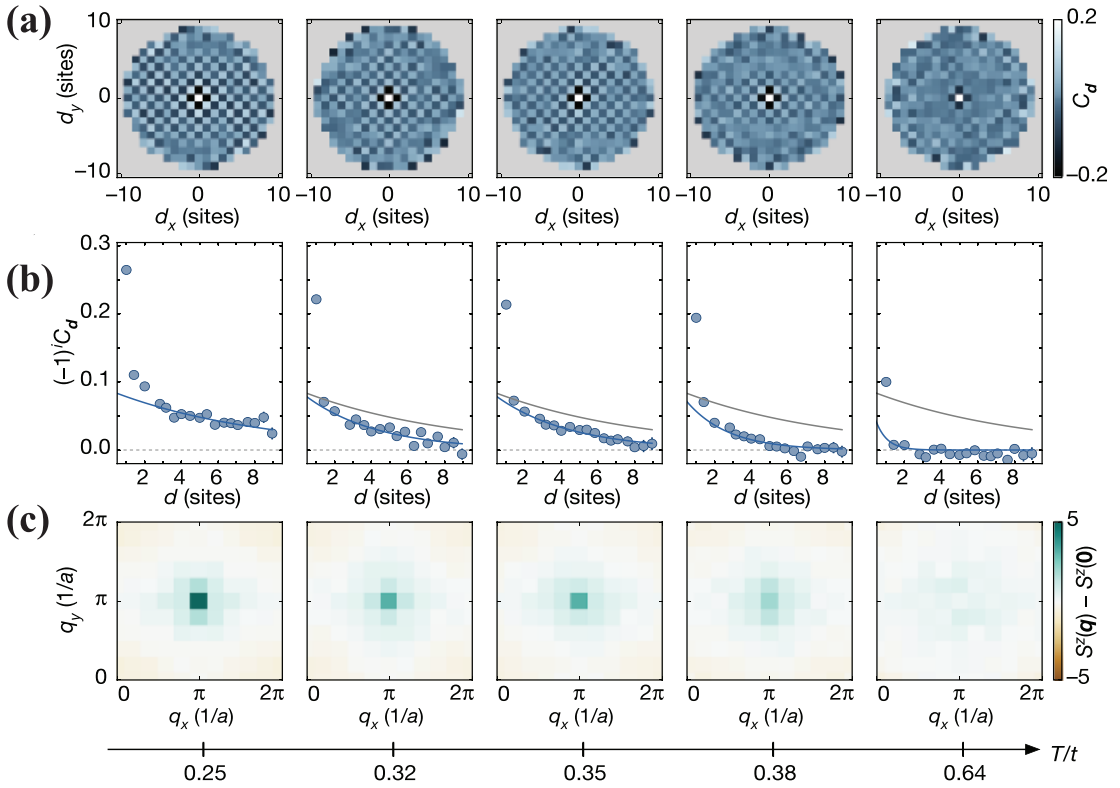 (a)
10
0
−10
d_y (sites)
−10 0 10
−10 0 10
−10 0 10
−10 0 10
−10 0 10
d_x (sites)
d_x (sites)
d_x (sites)
d_x (sites)
d_x (sites)
0.2
−0.2
C_d
(b)
0.3
0.2
0.1
0.0
(−1)^i C_d
2 4 6 8
2 4 6 8
2 4 6 8
2 4 6 8
2 4 6 8
d (sites)
d (sites)
d (sites)
d (sites)
d (sites)
(c)
2π
π
0
q_y (1/a)
0 π 2π
0 π 2π
0 π 2π
0 π 2π
0 π 2π
q_x (1/a)
q_x (1/a)
q_x (1/a)
q_x (1/a)
q_x (1/a)
5
−5
S^z(q) − S^z(0)
T/t
0.25 0.32 0.35 0.38 0.64